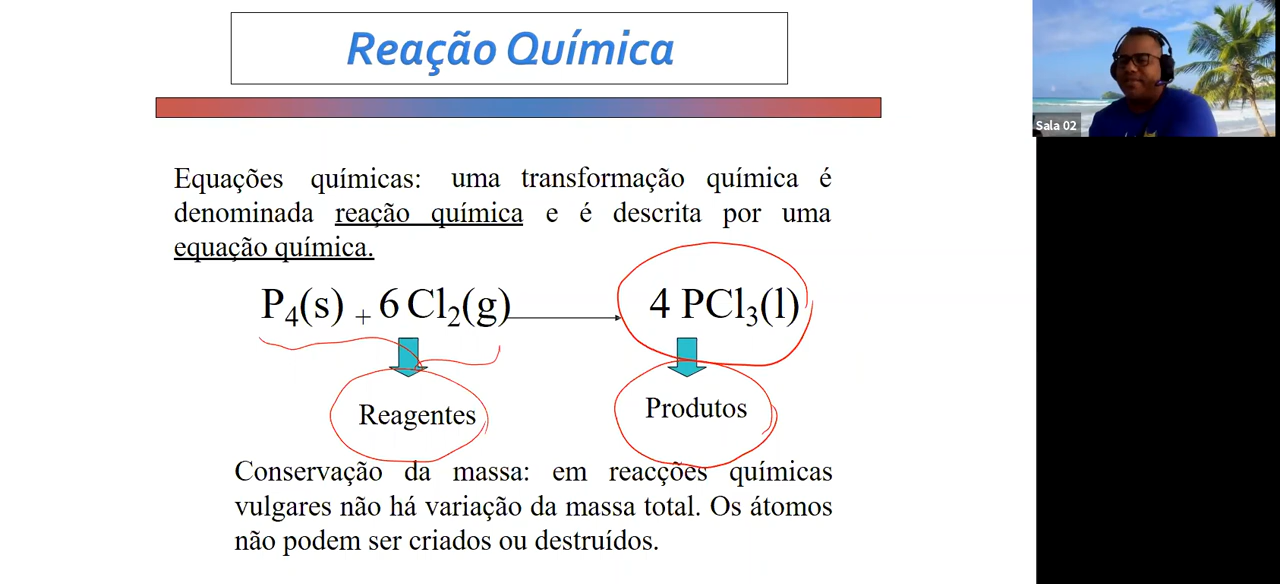 Reação Química
Sala 02
Equações químicas: uma transformação química é
denominada reação química e é descrita por uma
equação química.
P₄(s) + 6 Cl₂(g) → 4 PCl₃(l)
Reagentes
Produtos
Conservação da massa: em reacções químicas
vulgares não há variação da massa total. Os átomos
não podem ser criados ou destruídos.